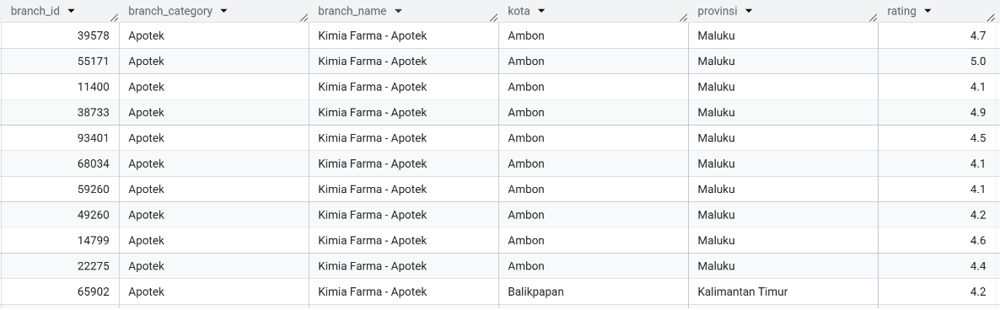 branch_id branch_category branch_name kota provinsi rating
39578 Apotek Kimia Farma - Apotek Ambon Maluku 4.7
55171 Apotek Kimia Farma - Apotek Ambon Maluku 5.0
11400 Apotek Kimia Farma - Apotek Ambon Maluku 4.1
38733 Apotek Kimia Farma - Apotek Ambon Maluku 4.9
93401 Apotek Kimia Farma - Apotek Ambon Maluku 4.5
68034 Apotek Kimia Farma - Apotek Ambon Maluku 4.1
59260 Apotek Kimia Farma - Apotek Ambon Maluku 4.1
49260 Apotek Kimia Farma - Apotek Ambon Maluku 4.2
14799 Apotek Kimia Farma - Apotek Ambon Maluku 4.6
22275 Apotek Kimia Farma - Apotek Ambon Maluku 4.4
65902 Apotek Kimia Farma - Apotek Balikpapan Kalimantan Timur 4.2